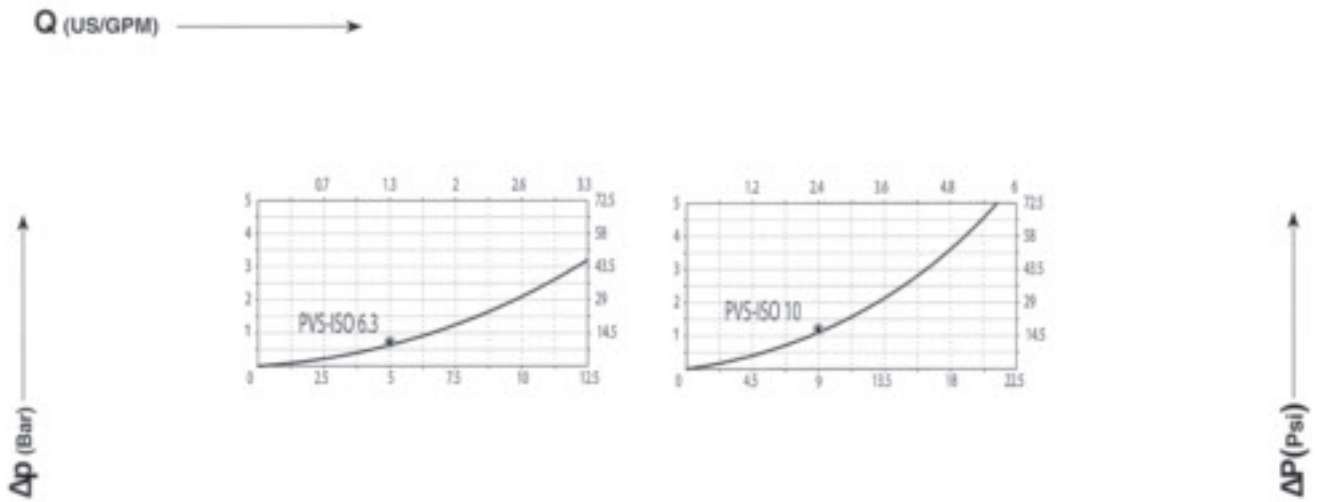 Q (US/GPM)
0.7 1.3 2 2.6 3.3
5 72.5
4 58
3 43.5
2 29
PVS-ISO 6.3
1 14.5
0 2.5 5 7.5 10 12.5
1.2 2.4 3.6 4.8 6
5 72.5
4 58
3 43.5
2 29
PVS-ISO 10
1 14.5
0 4.5 9 13.5 18 22.5
Δp (Bar)
ΔP(Psi)